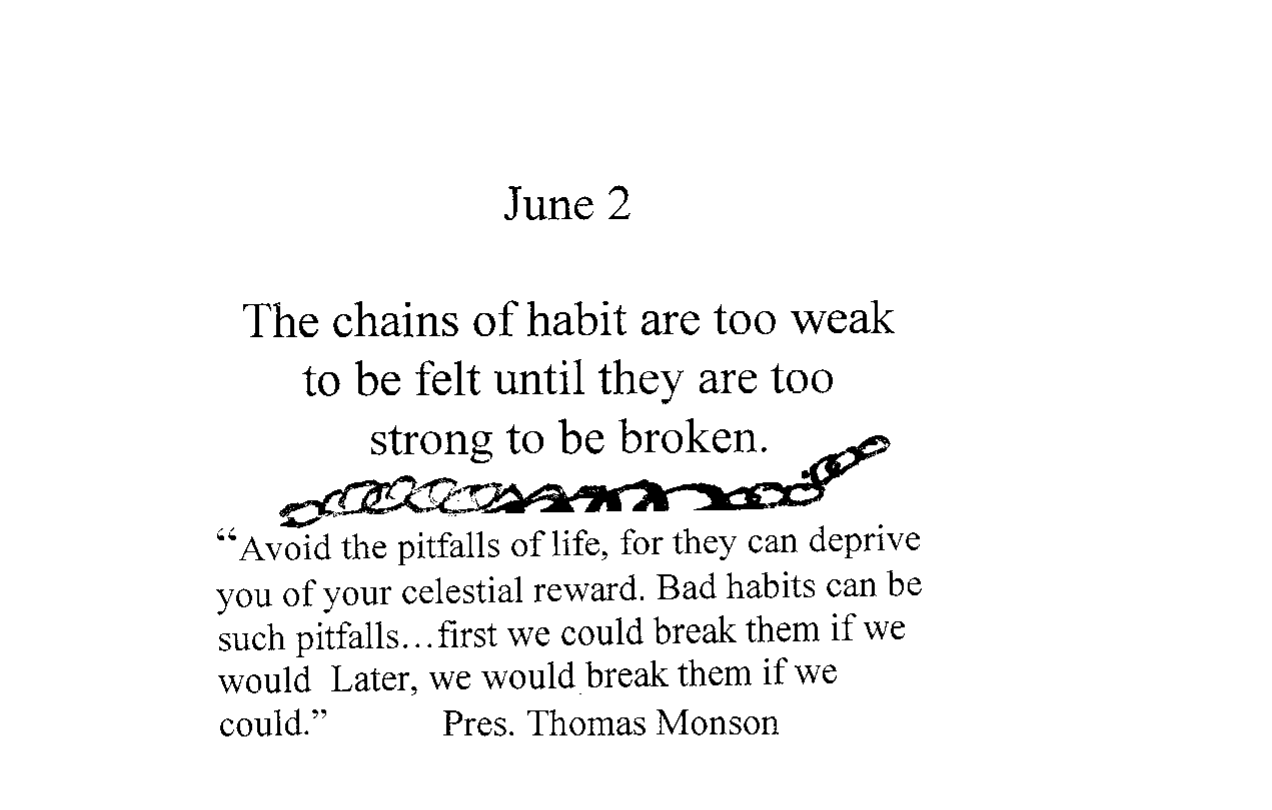 June 2
The chains of habit are too weak
to be felt until they are too
strong to be broken.
“Avoid the pitfalls of life, for they can deprive
you of your celestial reward. Bad habits can be
such pitfalls…first we could break them if we
would  Later, we would break them if we
could.”  Pres. Thomas Monson